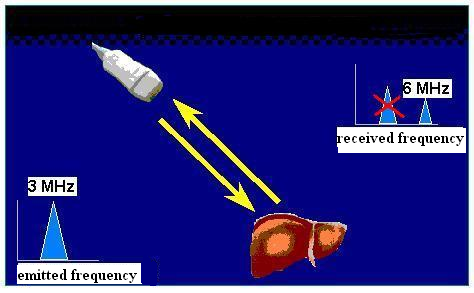 6 MHz
received frequency
3 MHz
emitted frequency